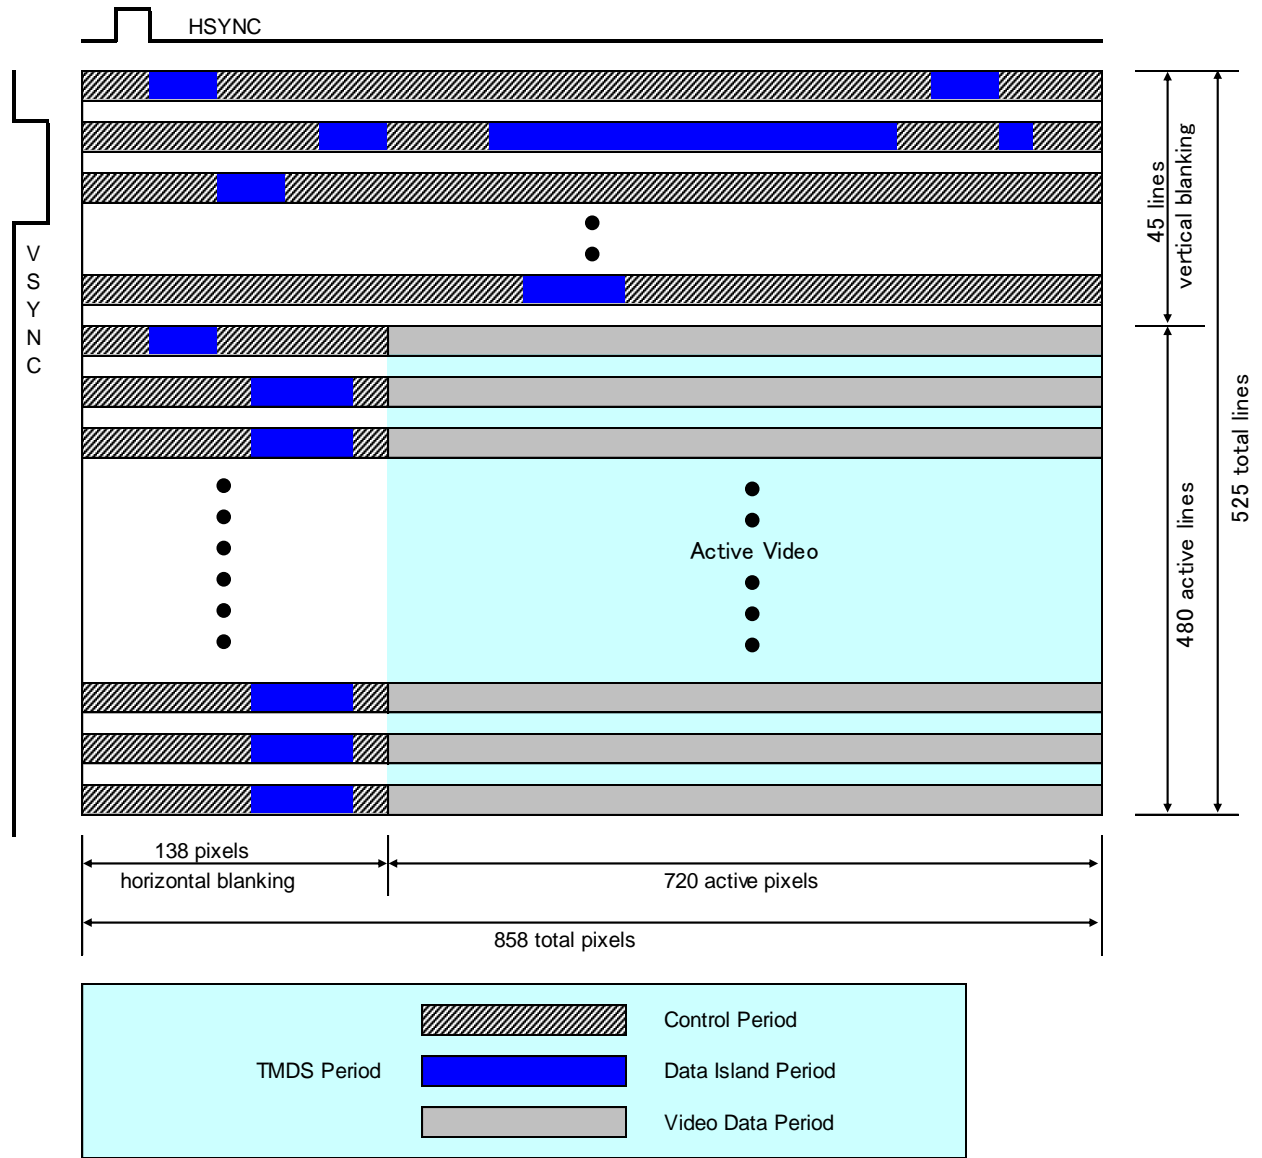 HSYNC
V
S
Y
N
C
45 lines
vertical blanking
Active Video
480 active lines
525 total lines
138 pixels
horizontal blanking
720 active pixels
858 total pixels
TMDS Period
Control Period
Data Island Period
Video Data Period